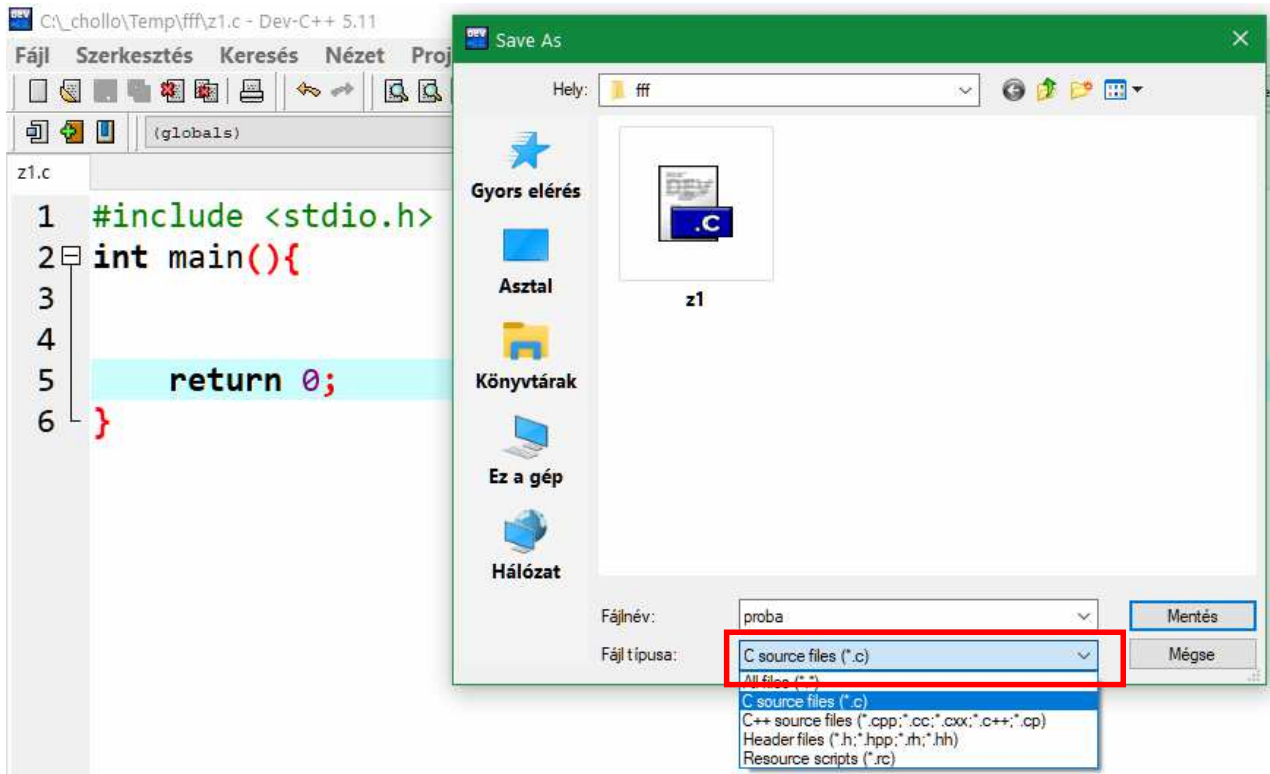 C:\_chollo\Temp\fff\z1.c - Dev-C++ 5.11
Fájl Szerkesztés Keresés Nézet Proj
(globals)
z1.c
1 #include <stdio.h>
2 int main(){
3
4
5 return 0;
6 }
Save As
Hely: fff
Gyors elérés
Asztal
Könyvtárak
Ez a gép
Hálózat
DEV
.C
z1
Fájlnév: proba Mentés
Fájl típusa: C source files (*.c) Mégse
All files (*.*)
C source files (*.c)
C++ source files (*.cpp;*.cc;*.cxx;*.c++;*.cp)
Header files (*.h;*.hpp;*.rh;*.hh)
Resource scripts (*.rc)